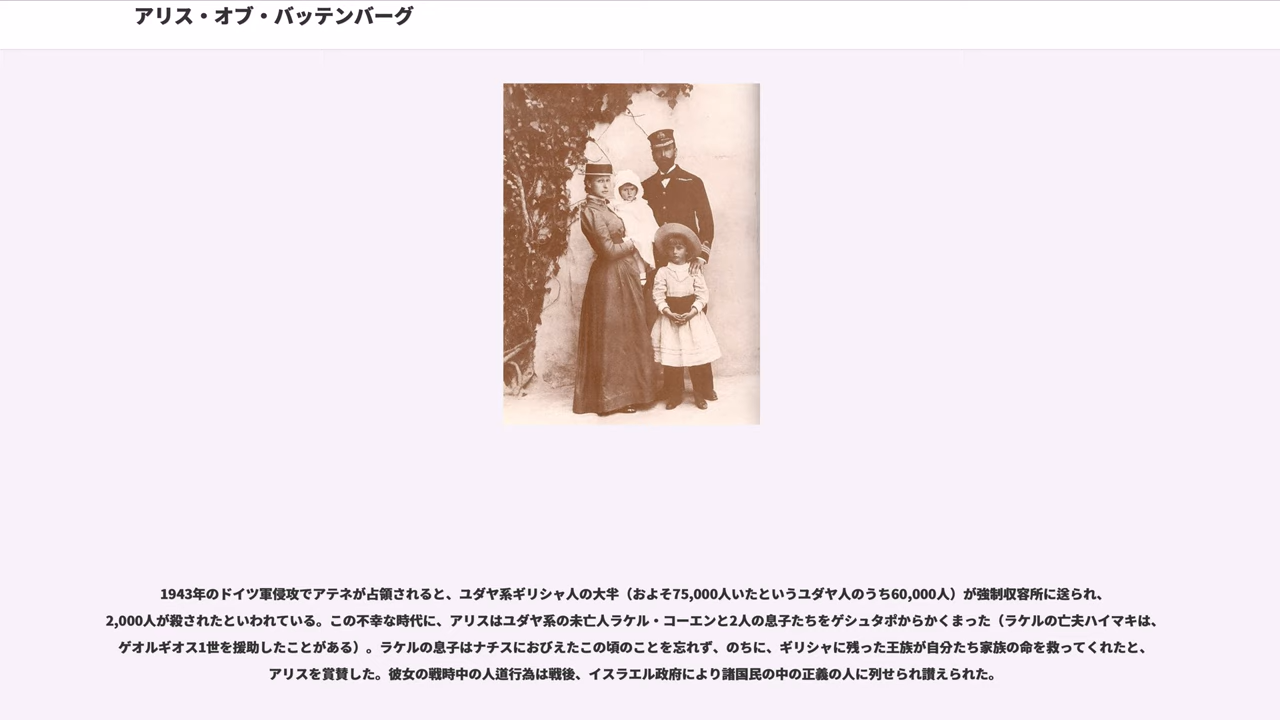 アリス・オブ・バッテンバーグ
1943年のドイツ軍侵攻でアテネが占領されると、ユダヤ系ギリシャ人の大半（およそ75,000人いたというユダヤ人のうち60,000人）が強制収容所に送られ、
2,000人が殺されたといわれている。この不幸な時代に、アリスはユダヤ系の未亡人ラケル・コーエンと2人の息子たちをゲシュタポからかくまった（ラケルの亡夫ハイマキは、
ゲオルギオス1世を援助したことがある）。ラケルの息子はナチスにおびえたこの頃のことを忘れず、のちに、ギリシャに残った王族が自分たち家族の命を救ってくれたと、
アリスを賞賛した。彼女の戦時中の人道行為は戦後、イスラエル政府により諸国民の中の正義の人に列せられ讃えられた。